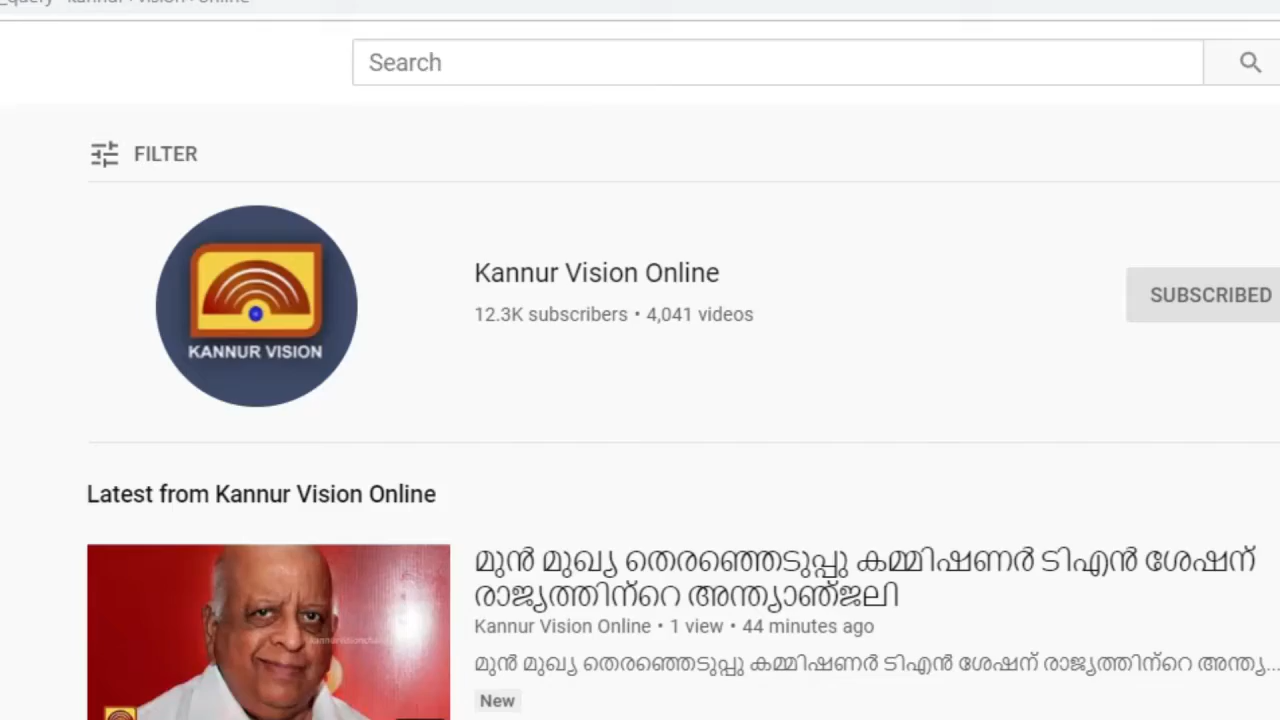 Search
FILTER
KANNUR VISION
Kannur Vision Online
12.3K subscribers • 4,041 videos
SUBSCRIBED
Latest from Kannur Vision Online
മുൻ മുഖ്യ തെരഞ്ഞെടുപ്പു കമ്മിഷണർ ടിഎൻ ശേഷന്
രാജ്യത്തിന്റെ അന്ത്യാഞ്ജലി
Kannur Vision Online • 1 view • 44 minutes ago
മുൻ മുഖ്യ തെരഞ്ഞെടുപ്പു കമ്മിഷണർ ടിഎൻ ശേഷന് രാജ്യത്തിന്റെ അന്ത്യ...
New